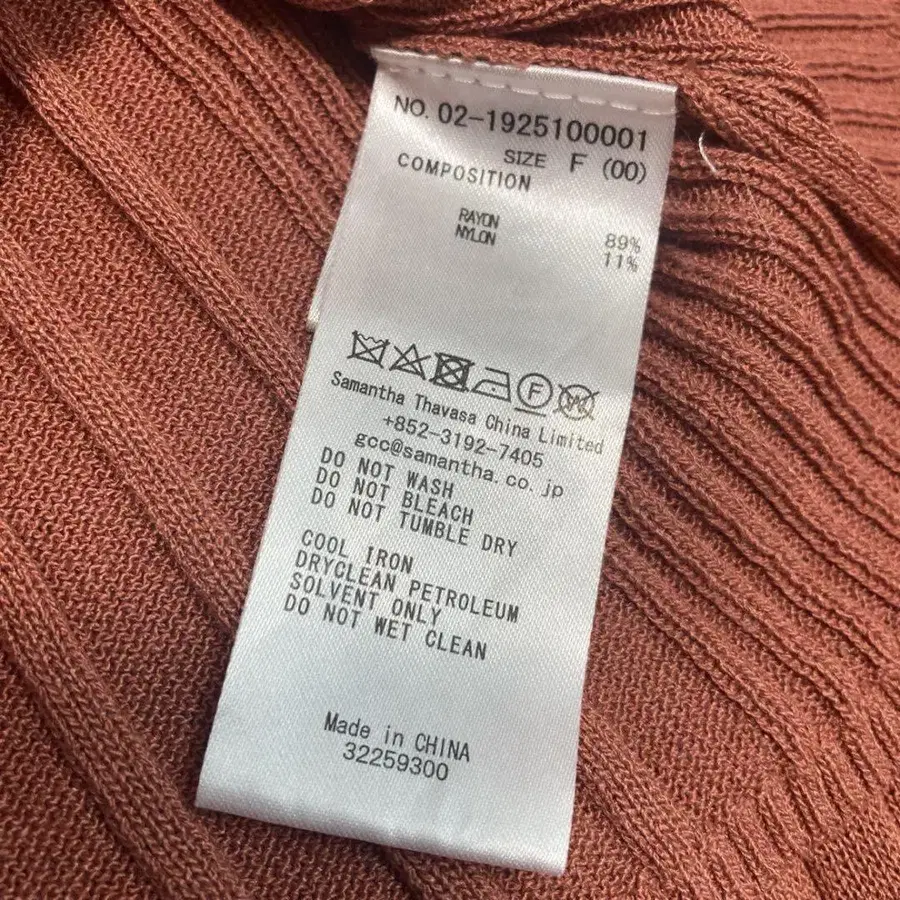 NO. 02-1925100001
SIZE F (00)
COMPOSITION
RAYON 89%
NYLON 11%
F
W
Samantha Thavasa China Limited
+852-3192-7405
gcc@samantha.co.jp
DO NOT WASH
DO NOT BLEACH
DO NOT TUMBLE DRY
COOL IRON
DRYCLEAN PETROLEUM
SOLVENT ONLY
DO NOT WET CLEAN
Made in CHINA
32259300